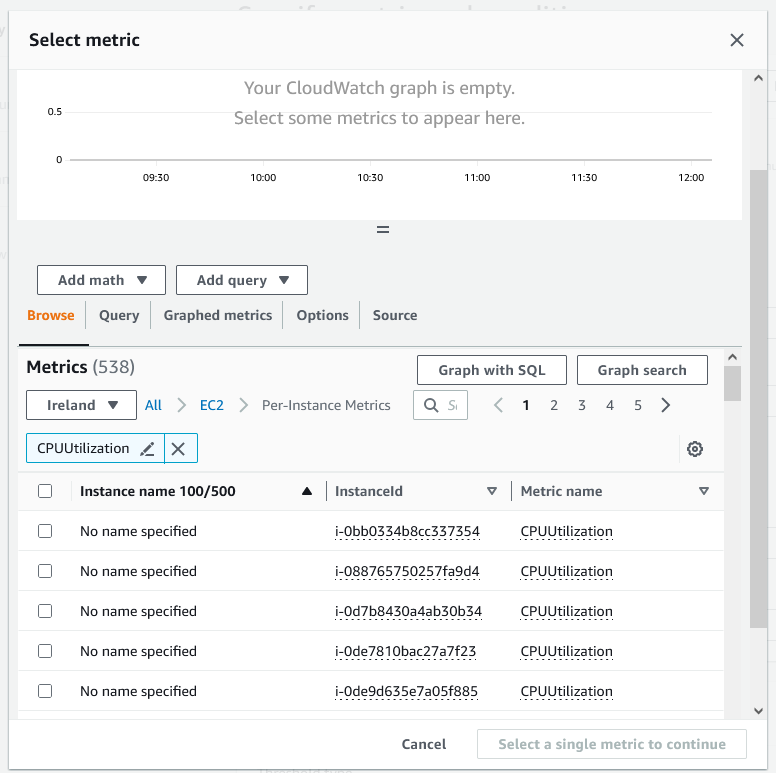 Select metric
Your CloudWatch graph is empty.
Select some metrics to appear here.
0.5
0
09:30 10:00 10:30 11:00 11:30 12:00
Add math Add query
Browse Query Graphed metrics Options Source
Metrics (538) Graph with SQL Graph search
Ireland All EC2 Per-Instance Metrics 1 2 3 4 5
CPUUtilization
Instance name 100/500 InstanceId Metric name
No name specified i-0bb0334b8cc337354 CPUUtilization
No name specified i-088765750257fa9d4 CPUUtilization
No name specified i-0d7b8430a4ab30b34 CPUUtilization
No name specified i-0de7810bac27a7f23 CPUUtilization
No name specified i-0de9d635e7a05f885 CPUUtilization
Cancel Select a single metric to continue